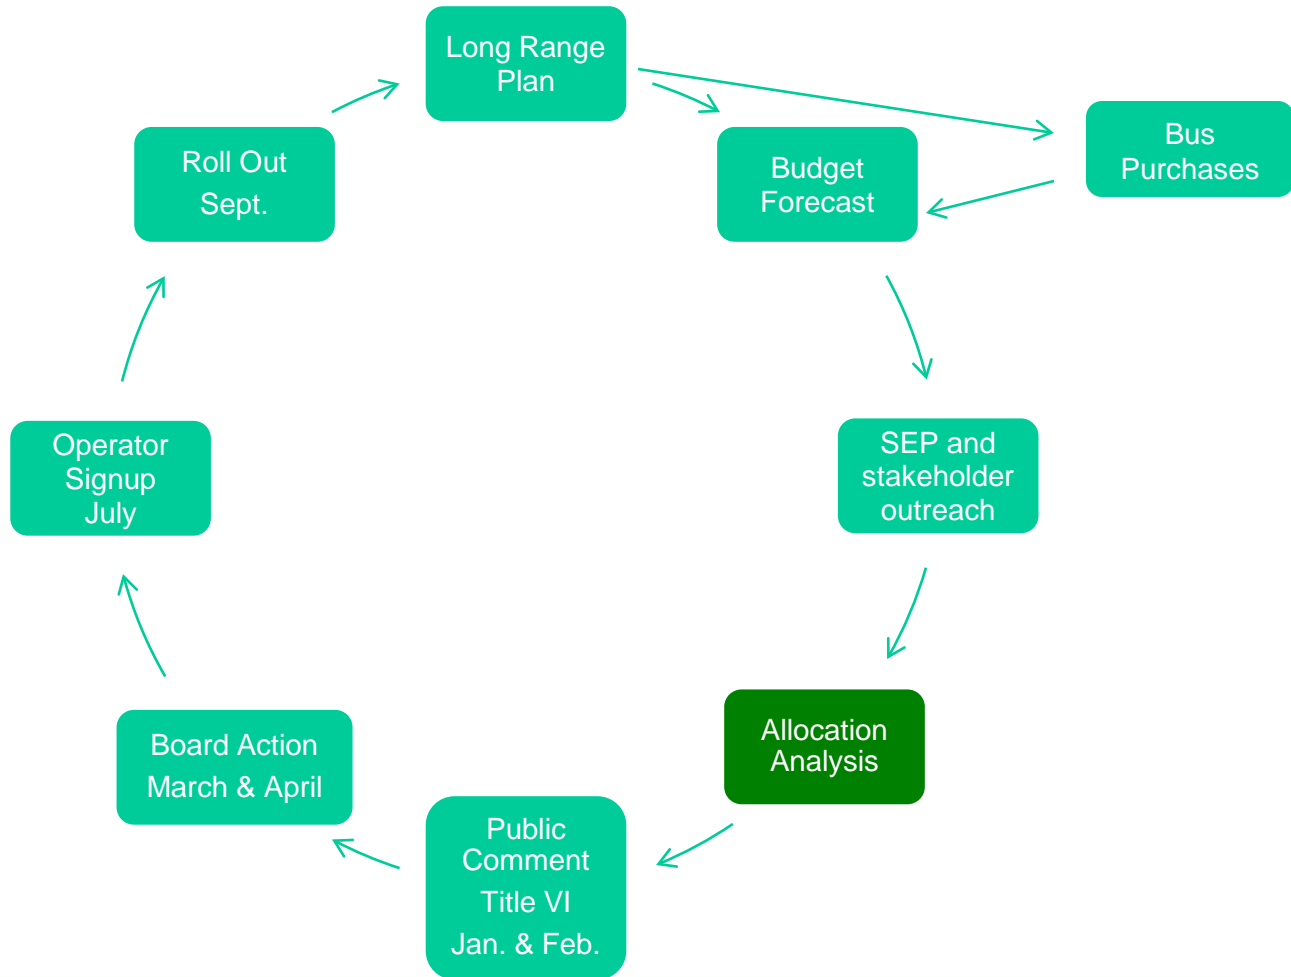 Long Range
Plan
Bus
Purchases
Budget
Forecast
SEP and
stakeholder
outreach
Allocation
Analysis
Public
Comment
Title VI
Jan. & Feb.
Board Action
March & April
Operator
Signup
July
Roll Out
Sept.